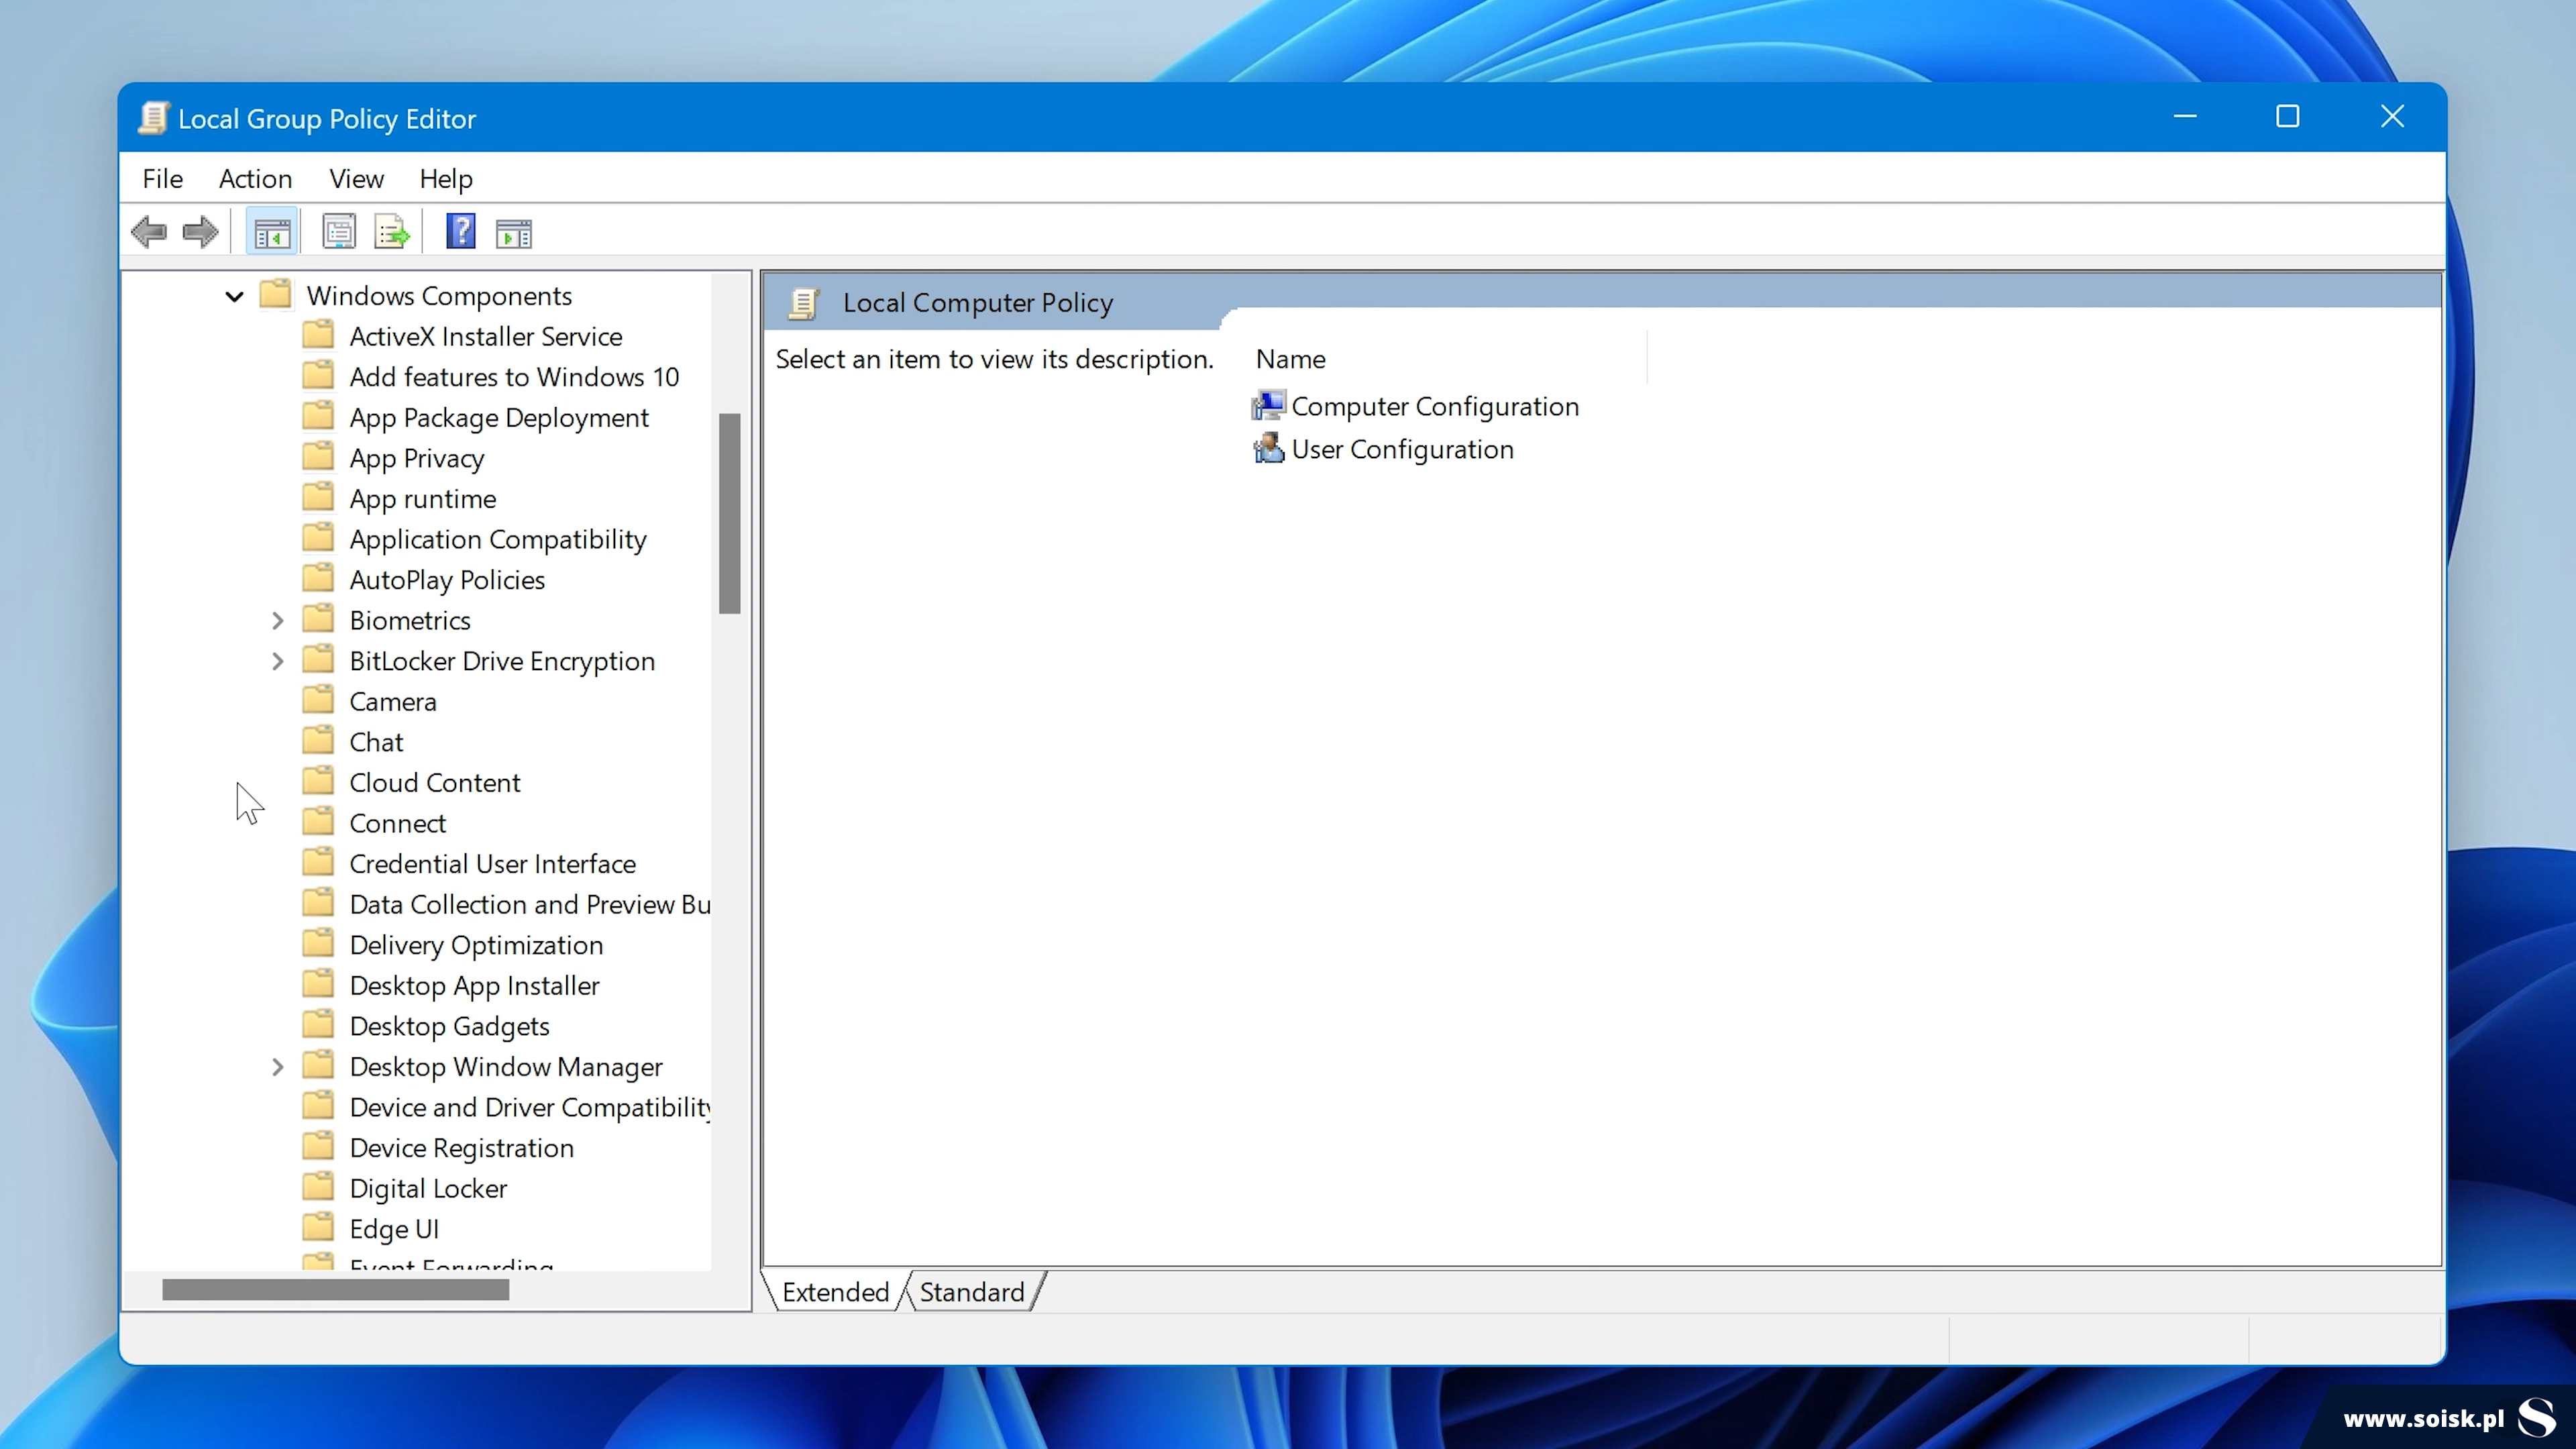 Local Group Policy Editor
File Action View Help
Windows Components
ActiveX Installer Service
Add features to Windows 10
App Package Deployment
App Privacy
App runtime
Application Compatibility
AutoPlay Policies
Biometrics
BitLocker Drive Encryption
Camera
Chat
Cloud Content
Connect
Credential User Interface
Data Collection and Preview Bu
Delivery Optimization
Desktop App Installer
Desktop Gadgets
Desktop Window Manager
Device and Driver Compatibility
Device Registration
Digital Locker
Edge UI
Event Forwarding
Local Computer Policy
Select an item to view its description.
Name
Computer Configuration
User Configuration
Extended Standard
www.soisk.pl